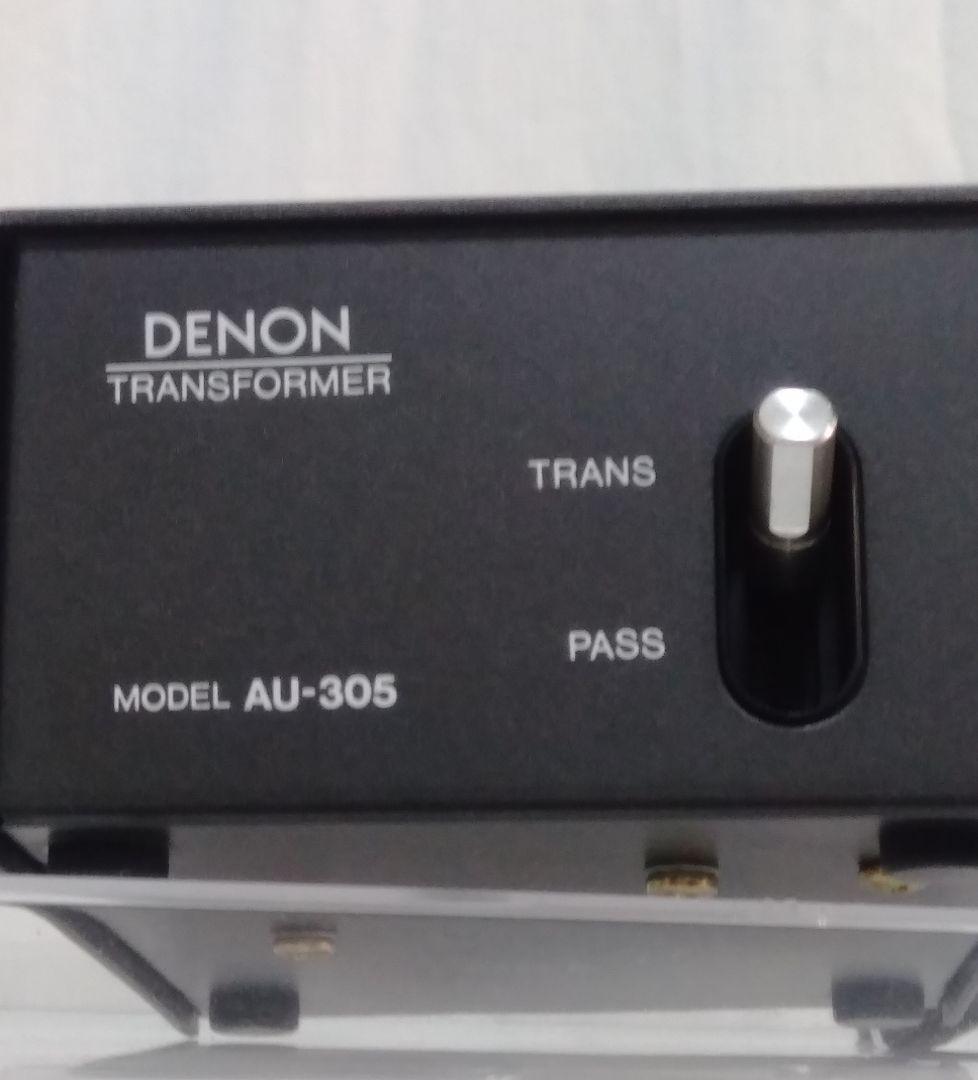 DENON
TRANSFORMER
TRANS
PASS
MODEL AU-305